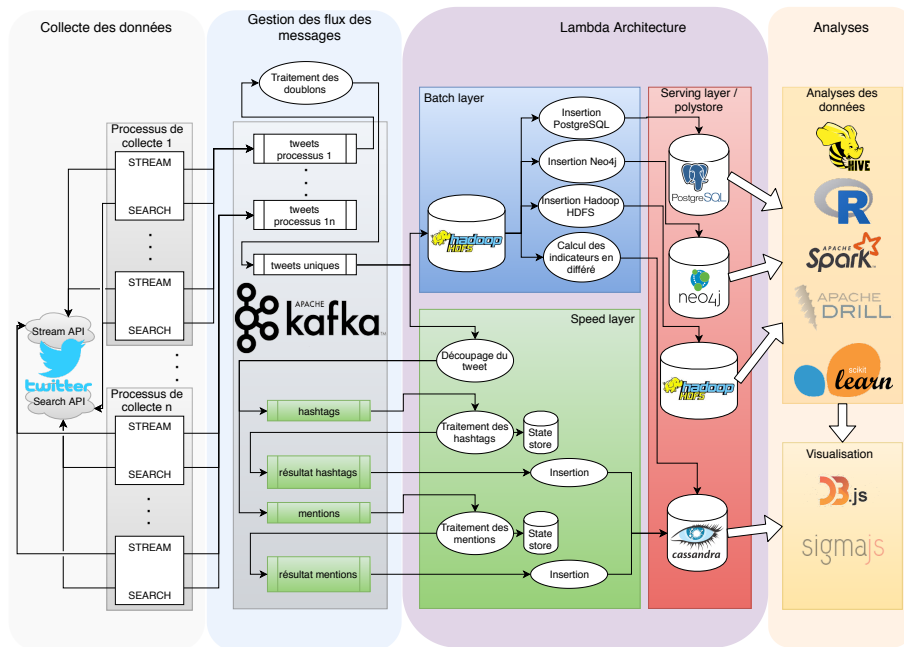 Collecte des données
Gestion des flux des
messages
Lambda Architecture
Analyses
Processus de
collecte 1
STREAM
SEARCH
STREAM
SEARCH
Stream API
twitter
Search API
Processus de
collecte n
STREAM
SEARCH
STREAM
SEARCH
Traitement des
doublons
tweets
processus 1
tweets
processus 1n
tweets uniques
APACHE
kafka
hashtags
résultat hashtags
mentions
résultat mentions
Batch layer
Insertion
PostgreSQL
Insertion Neo4j
Insertion Hadoop
HDFS
Calcul des
indicateurs en
différé
hadoop
HDFS
Speed layer
Découpage du
tweet
Traitement des
hashtags
State
store
Insertion
Traitement des
mentions
State
store
Insertion
Serving layer /
polystore
PostgreSQL
neo4j
hadoop
HDFS
cassandra
Analyses des
données
HIVE
R
APACHE
Spark
APACHE
DRILL
scikit
learn
Visualisation
D3.js
sigmajs